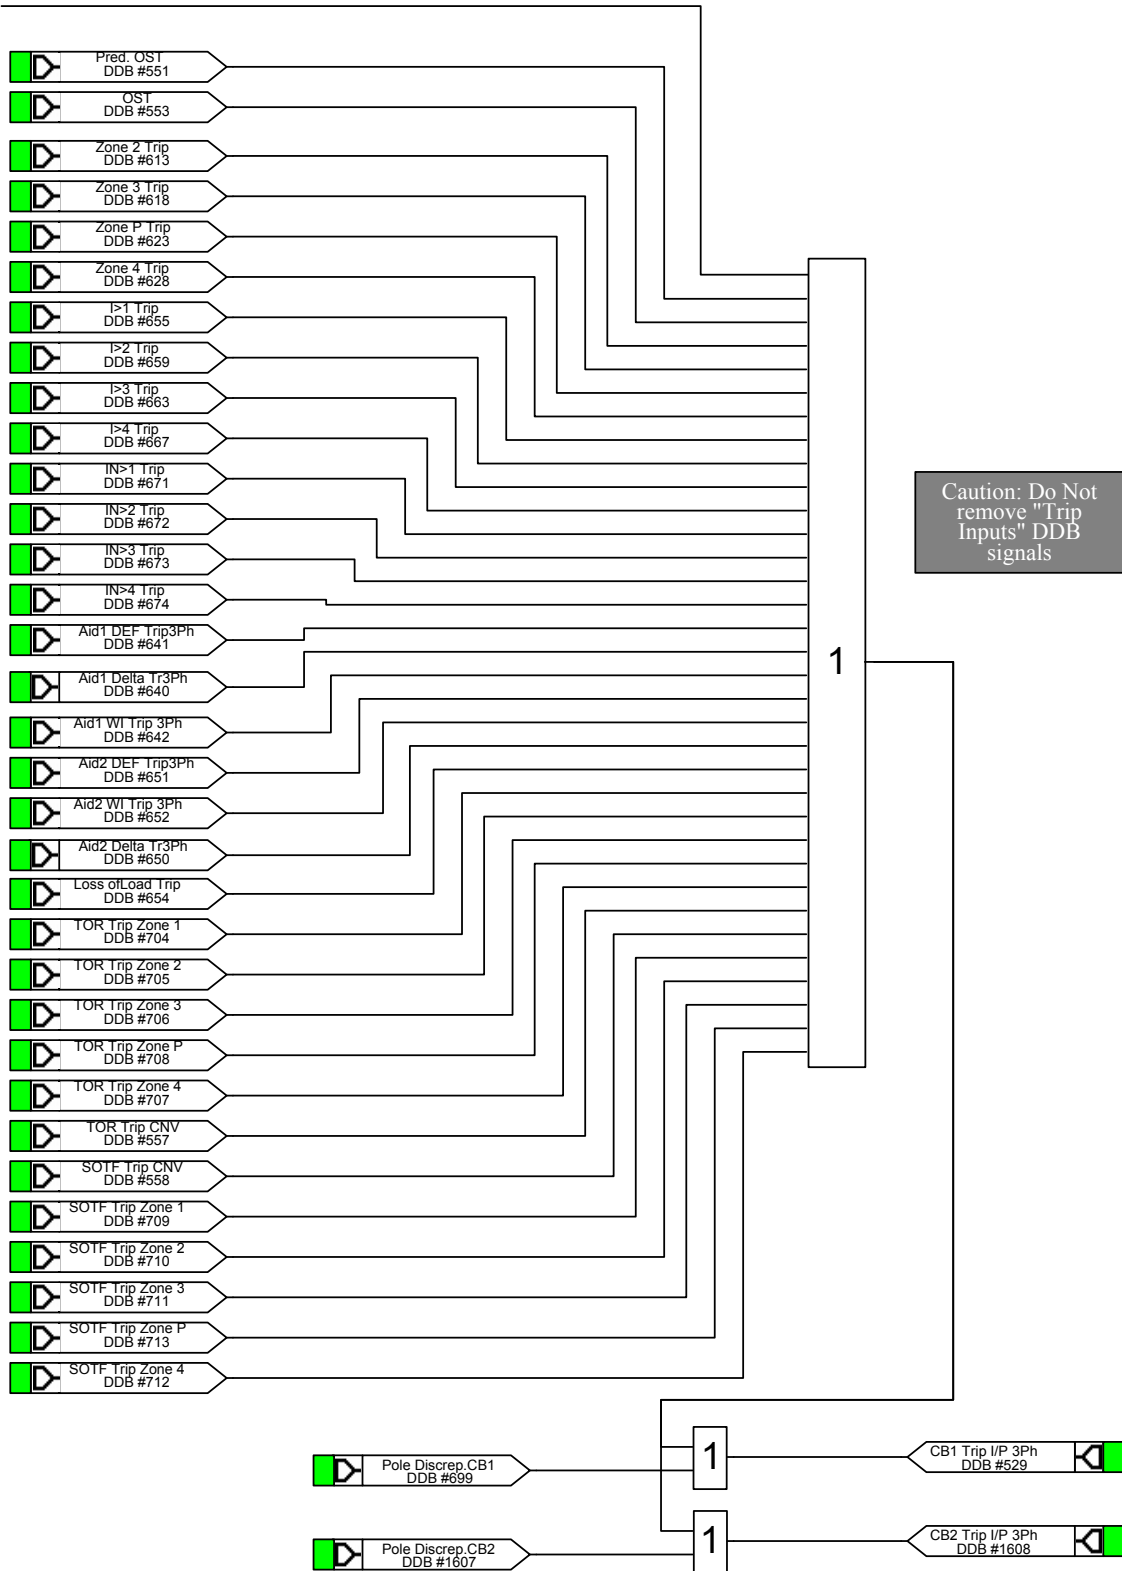 Pred. OST
DDB #551
OST
DDB #553
Zone 2 Trip
DDB #613
Zone 3 Trip
DDB #618
Zone P Trip
DDB #623
Zone 4 Trip
DDB #628
I>1 Trip
DDB #655
I>2 Trip
DDB #659
I>3 Trip
DDB #663
I>4 Trip
DDB #667
IN>1 Trip
DDB #671
IN>2 Trip
DDB #672
IN>3 Trip
DDB #673
IN>4 Trip
DDB #674
Aid1 DEF Trip3Ph
DDB #641
Aid1 Delta Tr3Ph
DDB #640
Aid1 WI Trip 3Ph
DDB #642
Aid2 DEF Trip3Ph
DDB #651
Aid2 WI Trip 3Ph
DDB #652
Aid2 Delta Tr3Ph
DDB #650
Loss ofLoad Trip
DDB #654
TOR Trip Zone 1
DDB #704
TOR Trip Zone 2
DDB #705
TOR Trip Zone 3
DDB #706
TOR Trip Zone P
DDB #708
TOR Trip Zone 4
DDB #707
TOR Trip CNV
DDB #557
SOTF Trip CNV
DDB #558
SOTF Trip Zone 1
DDB #709
SOTF Trip Zone 2
DDB #710
SOTF Trip Zone 3
DDB #711
SOTF Trip Zone P
DDB #713
SOTF Trip Zone 4
DDB #712
1
Caution: Do Not
remove "Trip
Inputs" DDB
signals
Pole Discrep.CB1
DDB #699
1
CB1 Trip I/P 3Ph
DDB #529
Pole Discrep.CB2
DDB #1607
1
CB2 Trip I/P 3Ph
DDB #1608